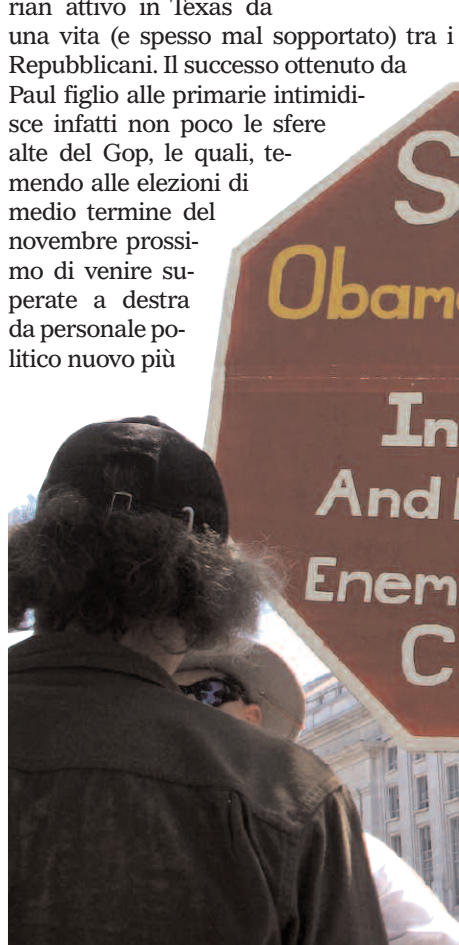 rian attivo in Texas da
una vita (e spesso mal sopportato) tra i
Repubblicani. Il successo ottenuto da
Paul figlio alle primarie intimidi-
sce infatti non poco le sfere
alte del Gop, le quali, te-
mendo alle elezioni di
medio termine del
novembre prossi-
mo di venire su-
perate a destra
da personale po-
litico nuovo più
S
Obam
In
And
Enem
C